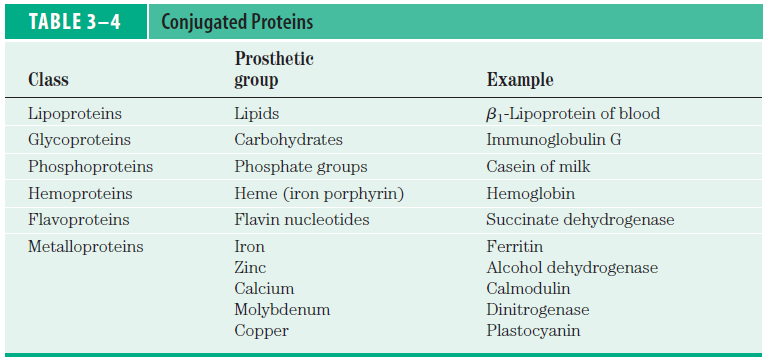 TABLE 3–4 Conjugated Proteins
Prosthetic
Class group Example
Lipoproteins Lipids β₁-Lipoprotein of blood
Glycoproteins Carbohydrates Immunoglobulin G
Phosphoproteins Phosphate groups Casein of milk
Hemoproteins Heme (iron porphyrin) Hemoglobin
Flavoproteins Flavin nucleotides Succinate dehydrogenase
Metalloproteins Iron Ferritin
Zinc Alcohol dehydrogenase
Calcium Calmodulin
Molybdenum Dinitrogenase
Copper Plastocyanin